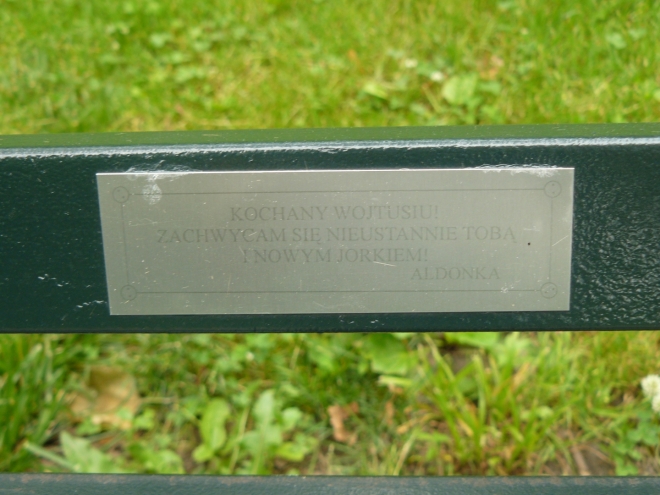 KOCHANY WOJTUSIU!
ZACHWYCAM SIĘ NIEUSTANNIE TOBĄ
I NOWYM JORKIEM!
ALDONKA